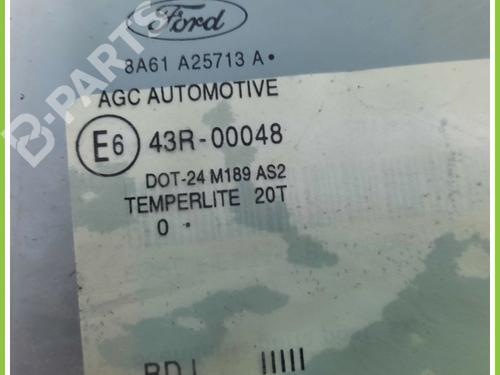 Ford
8A61 A25713 A•
AGC AUTOMOTIVE
E6 43R-00048
DOT-24 M189 AS2
TEMPERLITE 20T
0 •
B-PARTS